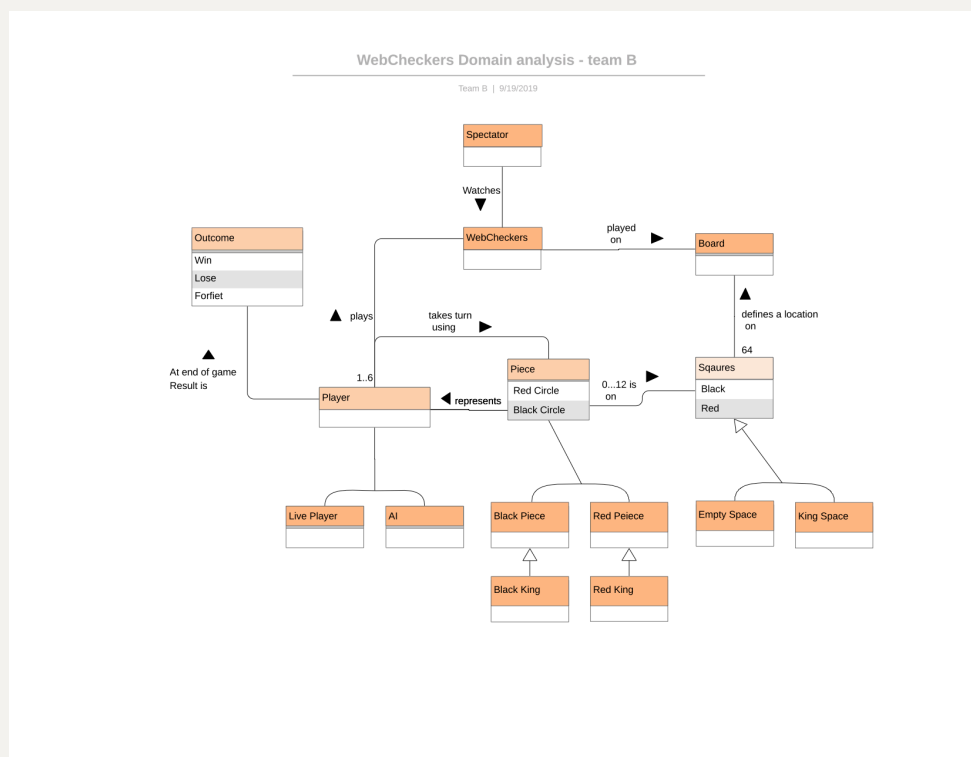 WebCheckers Domain analysis - team B
Team B | 9/19/2019
Spectator
Watches
WebCheckers
played
on
Board
Outcome
Win
Lose
Forfiet
plays
takes turn
using
defines a location
on
64
At end of game
Result is
1..6
Player
represents
Piece
Red Circle
Black Circle
0...12 is
on
Sqaures
Black
Red
Live Player
AI
Black Piece
Red Peiece
Empty Space
King Space
Black King
Red King